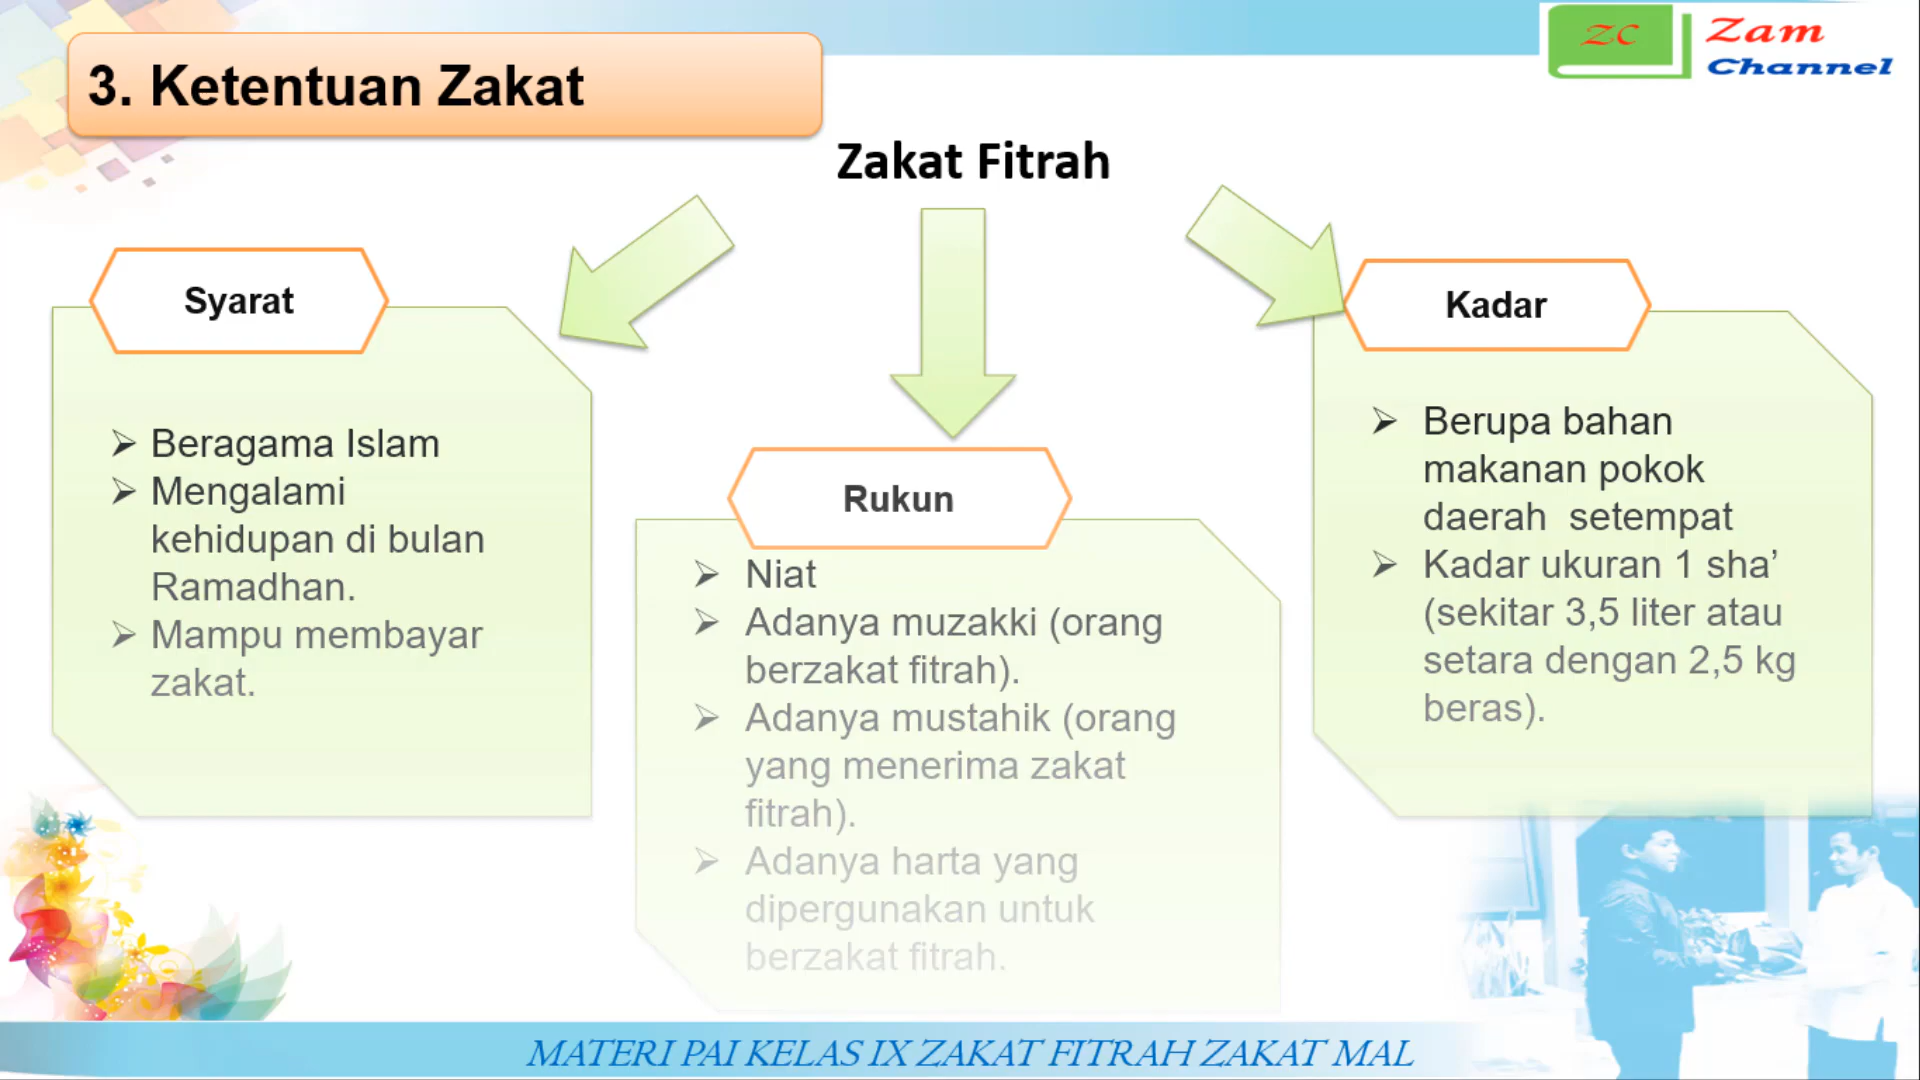 3. Ketentuan Zakat
ZC
Zam
Channel
Zakat Fitrah
Syarat
Beragama Islam
Mengalami
kehidupan di bulan
Ramadhan.
Mampu membayar
zakat.
Rukun
Niat
Adanya muzakki (orang
berzakat fitrah).
Adanya mustahik (orang
yang menerima zakat
fitrah).
Adanya harta yang
dipergunakan untuk
berzakat fitrah.
Kadar
Berupa bahan
makanan pokok
daerah  setempat
Kadar ukuran 1 sha’
(sekitar 3,5 liter atau
setara dengan 2,5 kg
beras).
MATERI PAI KELAS IX ZAKAT FITRAH ZAKAT MAL